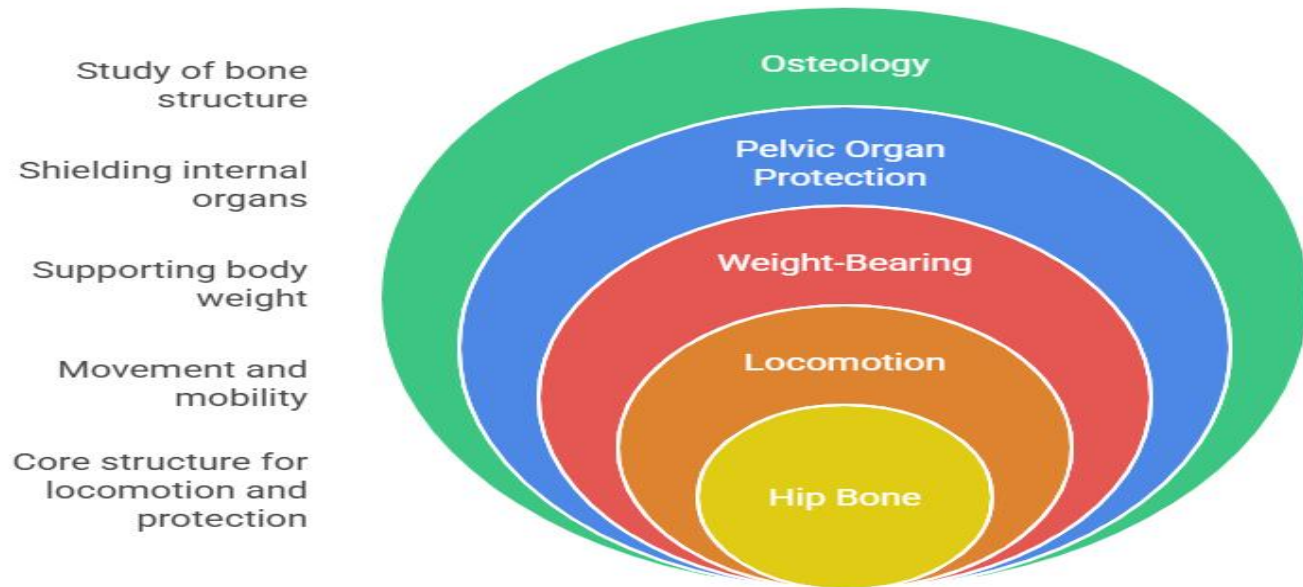 Study of bone
structure
Osteology
Shielding internal
organs
Pelvic Organ
Protection
Supporting body
weight
Weight-Bearing
Movement and
mobility
Locomotion
Core structure for
locomotion and
protection
Hip Bone